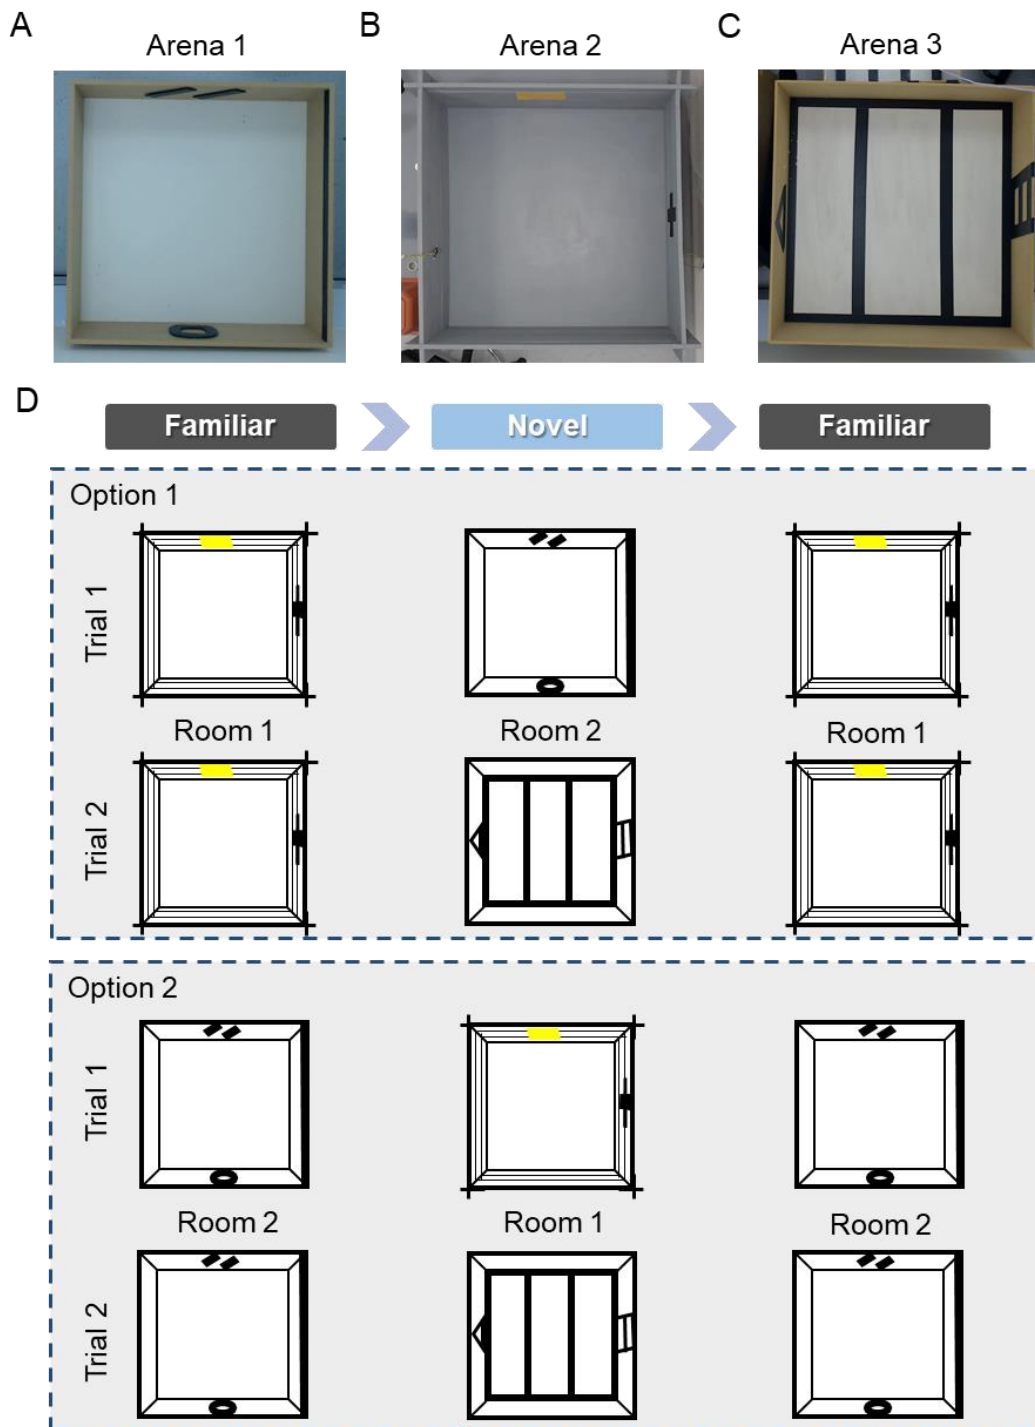 A
Arena 1
B
Arena 2
C
Arena 3
D
Familiar
Novel
Familiar
Option 1
Trial 1
Room 1
Room 2
Room 1
Trial 2
Option 2
Trial 1
Room 2
Room 1
Room 2
Trial 2